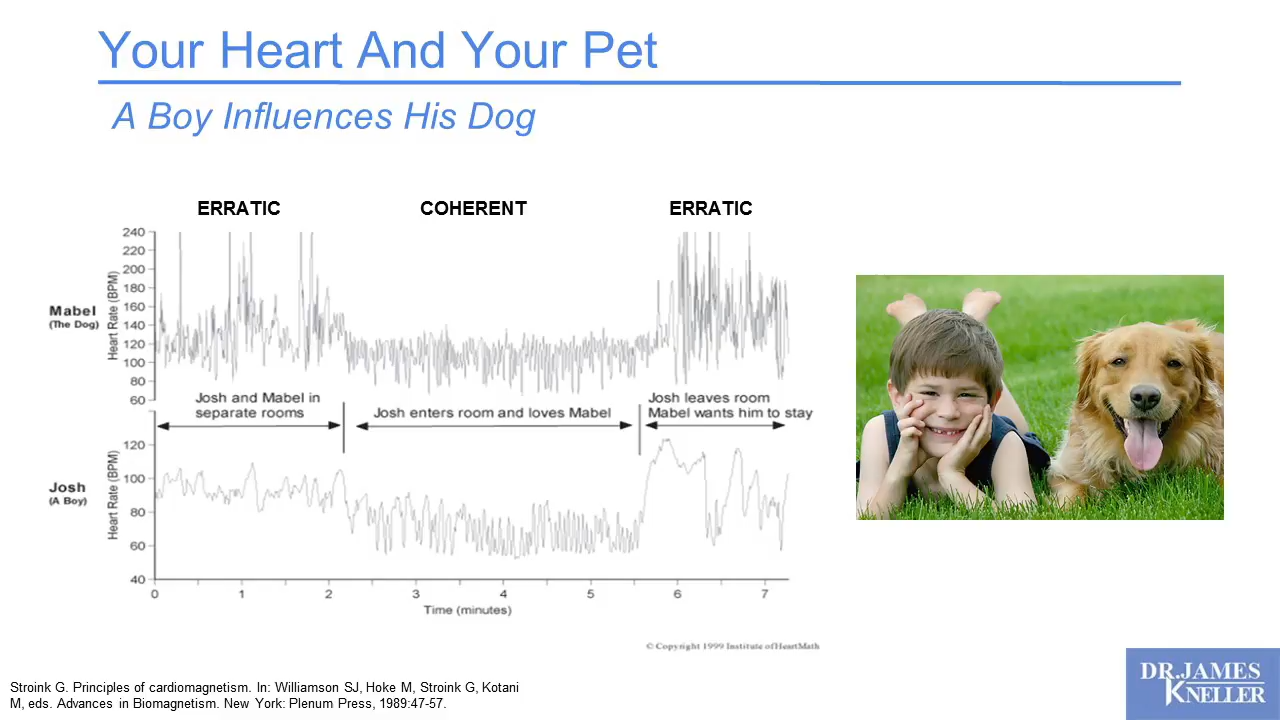 Your Heart And Your Pet
A Boy Influences His Dog
ERRATIC
COHERENT
ERRATIC
240
220
200
180
160
140
120
100
80
60
Heart Rate (BPM)
Mabel
(The Dog)
Josh and Mabel in
separate rooms
Josh enters room and loves Mabel
Josh leaves room
Mabel wants him to stay
120
100
80
60
40
Heart Rate (BPM)
Josh
(A Boy)
0 1 2 3 4 5 6 7
Time (minutes)
© Copyright 1999 Institute of HeartMath
Stroink G. Principles of cardiomagnetism. In: Williamson SJ, Hoke M, Stroink G, Kotani
M, eds. Advances in Biomagnetism. New York: Plenum Press, 1989:47-57.
DR.JAMES
KNELLER